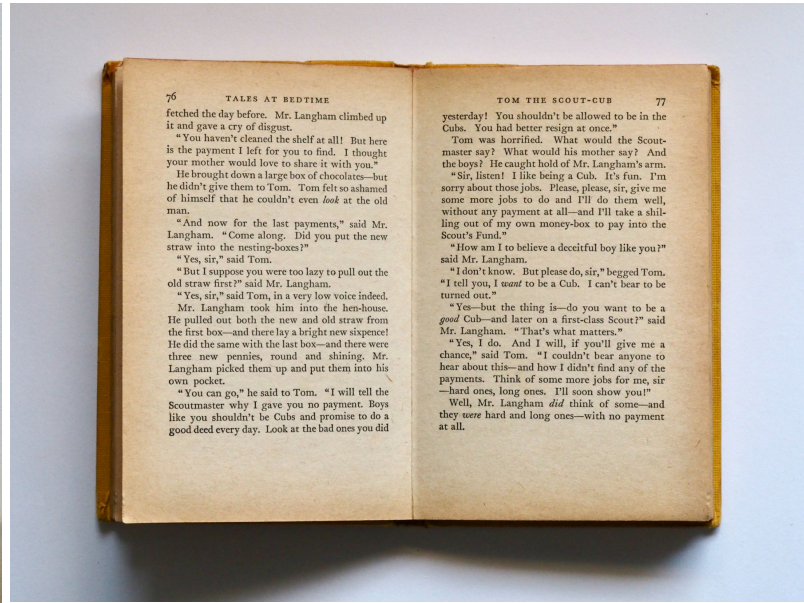 76 TALES AT BEDTIME
fetched the day before. Mr. Langham climbed up
it and gave a cry of disgust.
"You haven't cleaned the shelf at all! But here
is the payment I left for you to find. I thought
your mother would love to share it with you."
He brought down a large box of chocolates—but
he didn't give them to Tom. Tom felt so ashamed
of himself that he couldn't even look at the old
man.
"And now for the last payments," said Mr.
Langham. "Come along. Did you put the new
straw into the nesting-boxes?"
"Yes, sir," said Tom.
"But I suppose you were too lazy to pull out the
old straw first?" said Mr. Langham.
"Yes, sir," said Tom, in a very low voice indeed.
Mr. Langham took him into the hen-house.
He pulled out both the new and old straw from
the first box—and there lay a bright new sixpence!
He did the same with the last box—and there were
three new pennies, round and shining. Mr.
Langham picked them up and put them into his
own pocket.
"You can go," he said to Tom. "I will tell the
Scoutmaster why I gave you no payment. Boys
like you shouldn't be Cubs and promise to do a
good deed every day. Look at the bad ones you did
TOM THE SCOUT-CUB 77
yesterday! You shouldn't be allowed to be in the
Cubs. You had better resign at once."
Tom was horrified. What would the Scout-
master say? What would his mother say? And
the boys? He caught hold of Mr. Langham's arm.
"Sir, listen! I like being a Cub. It's fun. I'm
sorry about those jobs. Please, please, sir, give me
some more jobs to do and I'll do them well,
without any payment at all—and I'll take a shil-
ling out of my own money-box to pay into the
Scout's Fund."
"How am I to believe a deceitful boy like you?"
said Mr. Langham.
"I don't know. But please do, sir," begged Tom.
"I tell you, I want to be a Cub. I can't bear to be
turned out."
"Yes—but the thing is—do you want to be a
good Cub—and later on a first-class Scout?" said
Mr. Langham. "That's what matters."
"Yes, I do. And I will, if you'll give me a
chance," said Tom. "I couldn't bear anyone to
hear about this—and how I didn't find any of the
payments. Think of some more jobs for me, sir
—hard ones, long ones. I'll soon show you!"
Well, Mr. Langham did think of some—and
they were hard and long ones—with no payment
at all.